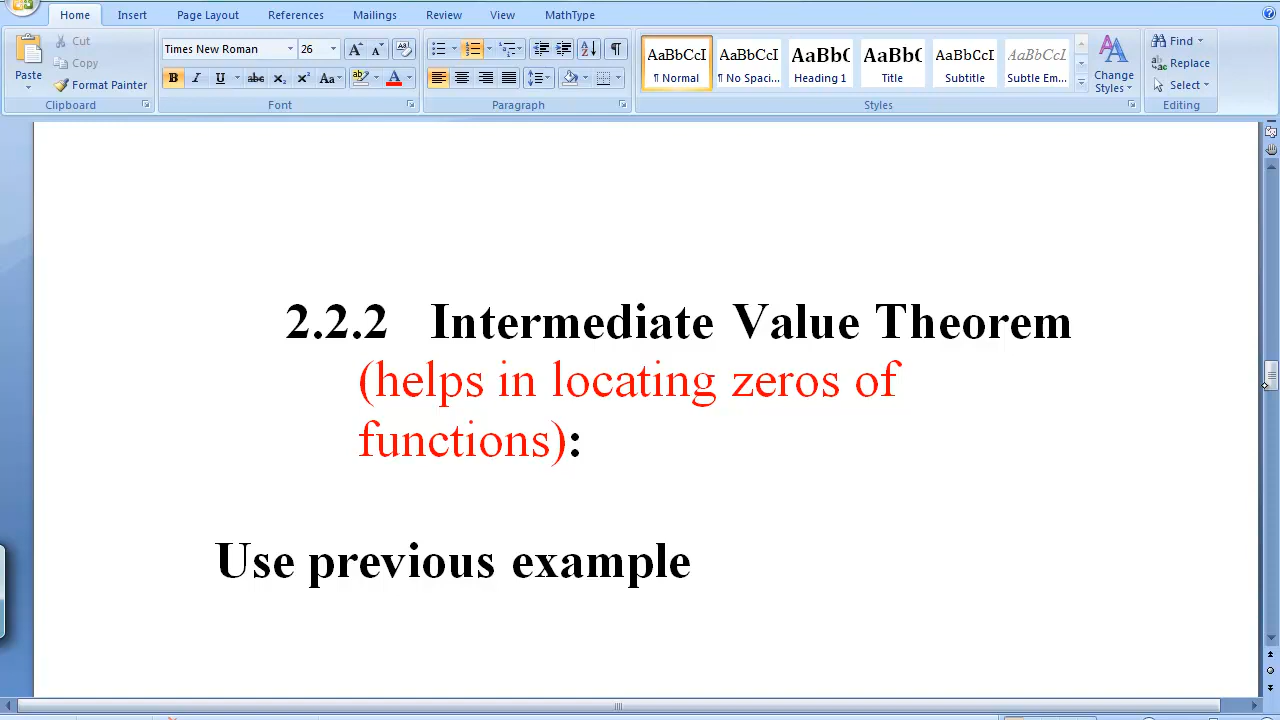 Home Insert Page Layout References Mailings Review View MathType
Paste
Cut
Copy
Format Painter
Clipboard
Times New Roman 26
Font
Paragraph
AaBbCcI AaBbCcI AaBbC AaBbC AaBbCcI AaBbCcI
¶ Normal ¶ No Spaci... Heading 1 Title Subtitle Subtle Em...
Change
Styles
Styles
Find
Replace
Select
Editing
2.2.2 Intermediate Value Theorem
(helps in locating zeros of
functions):
Use previous example